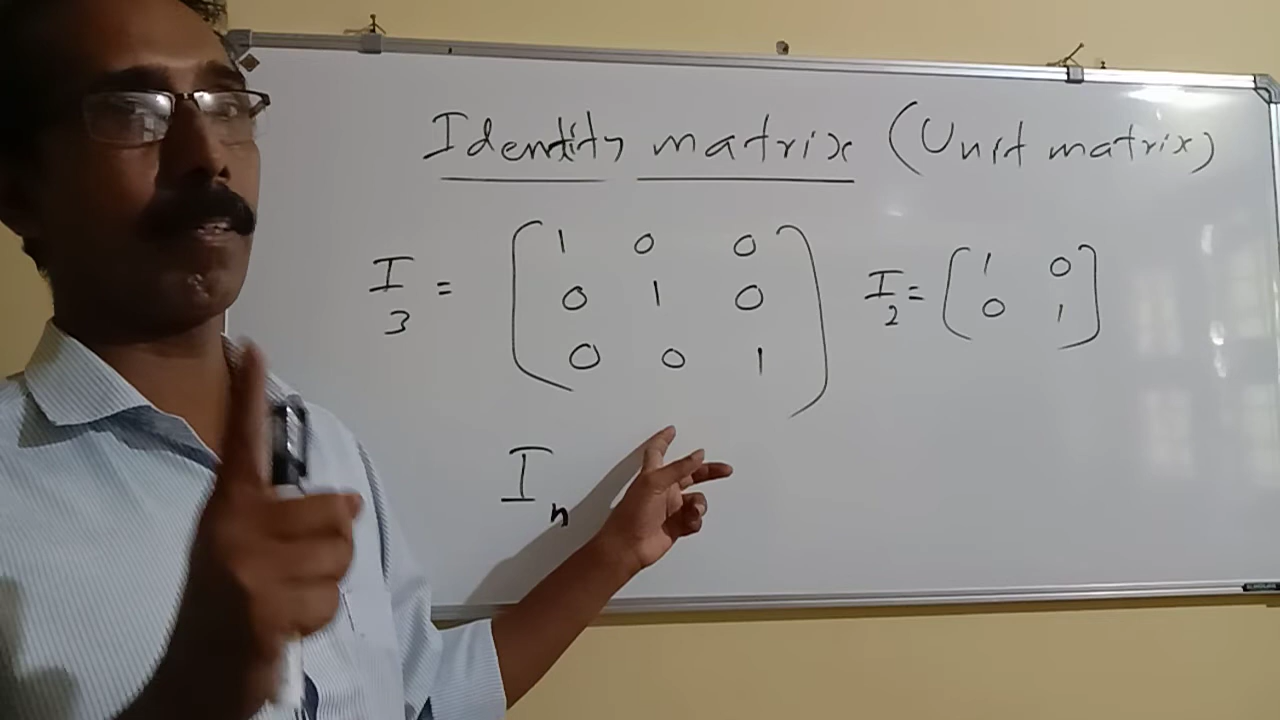 Identity matrix (Unit matrix)
I3 = (1 0 0
0 1 0
0 0 1)
I2 = (1 0
0 1)
In